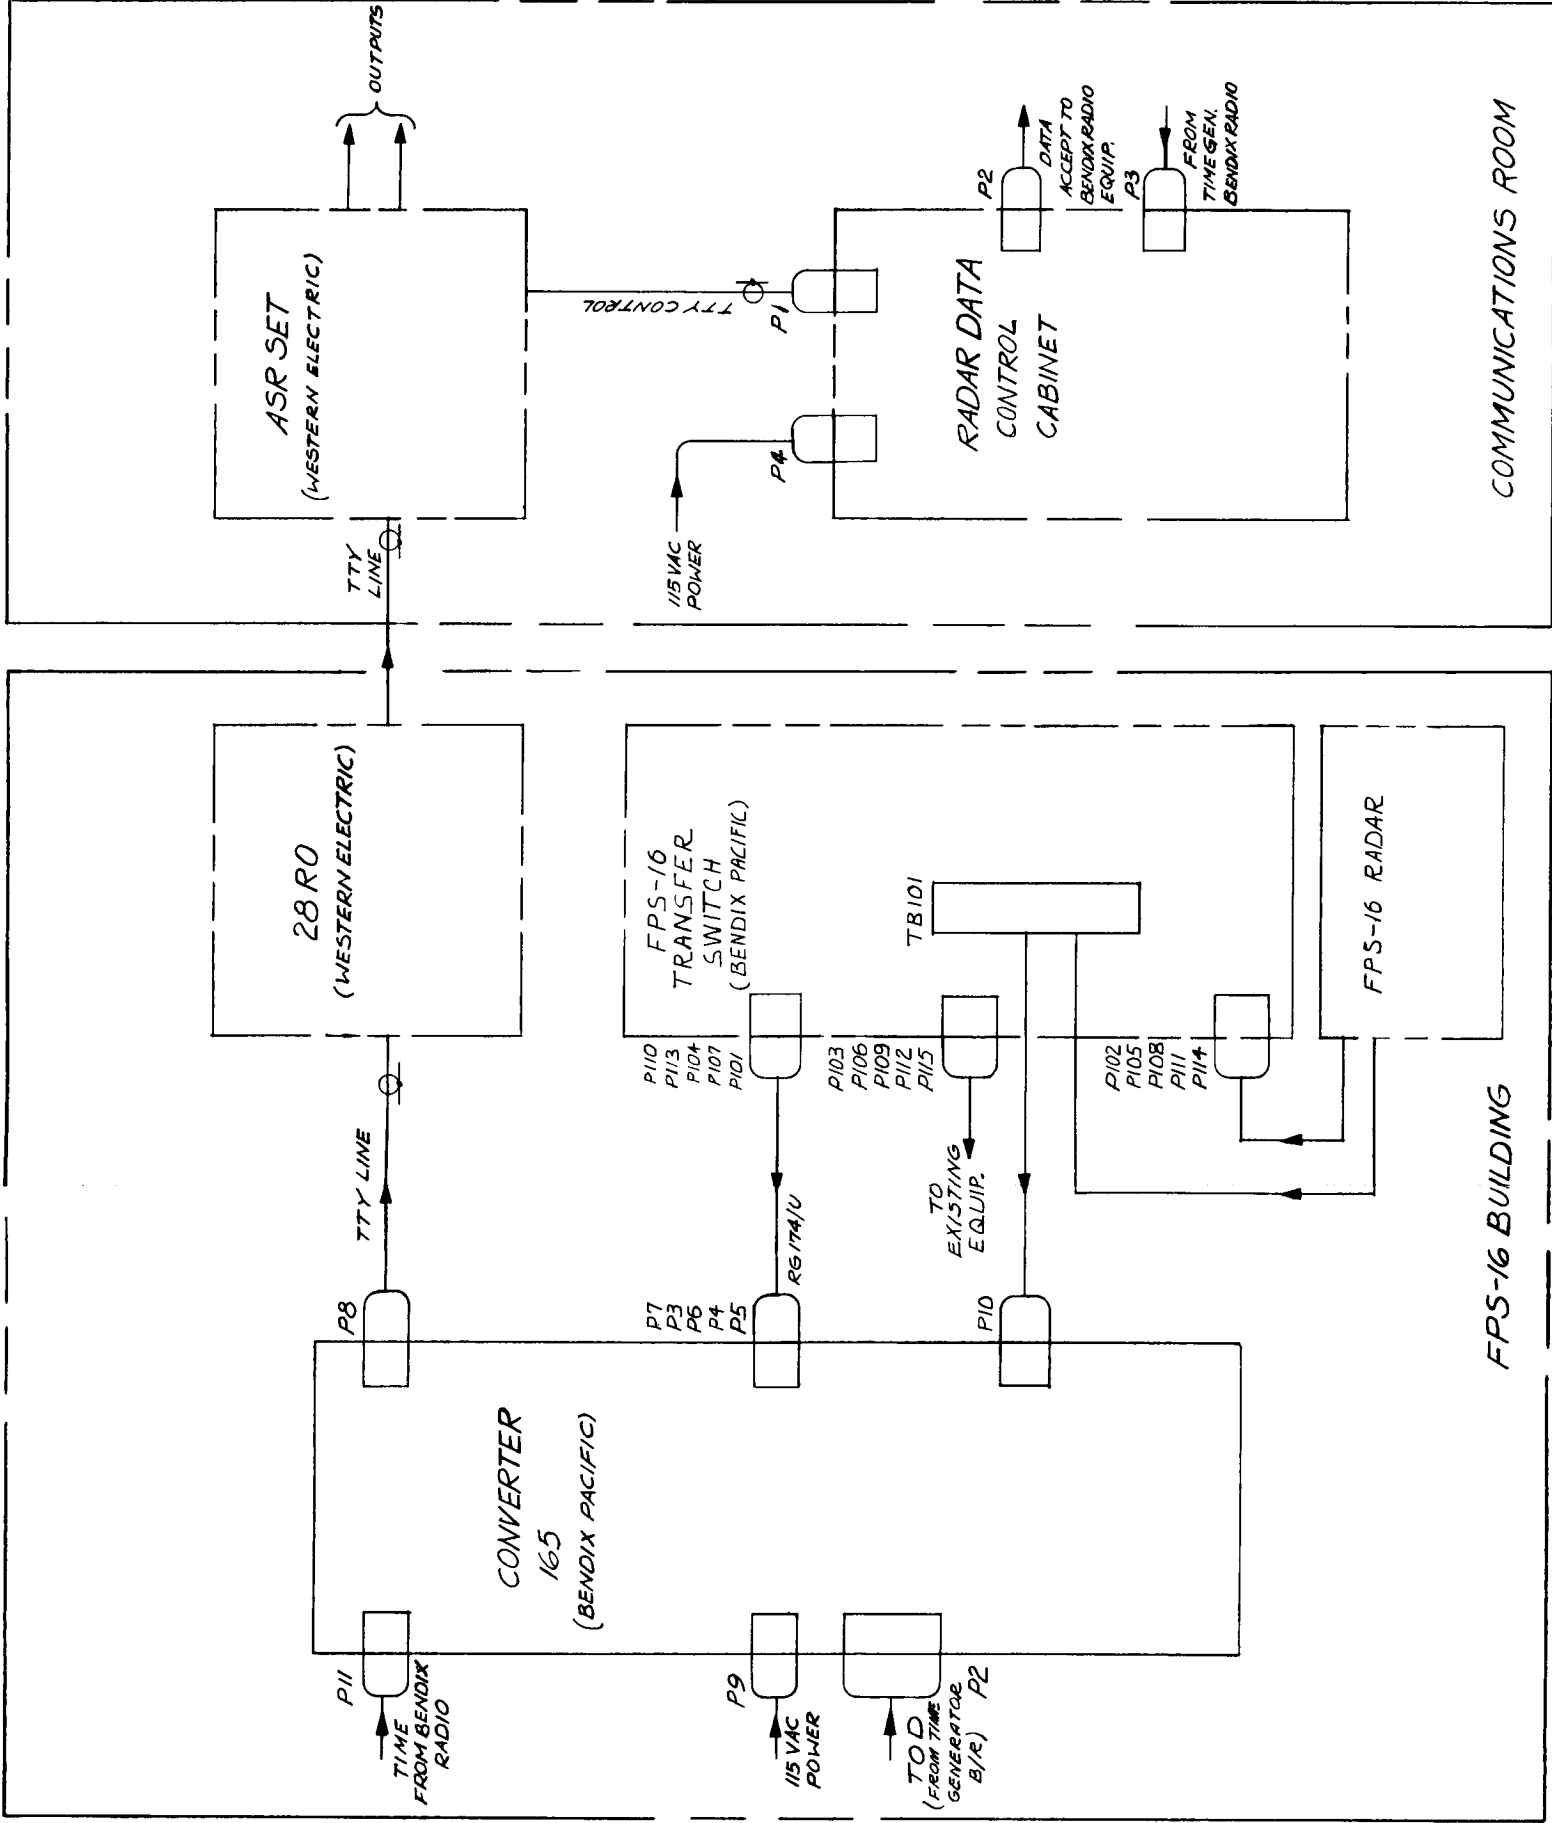 TIME
FROM BENDIX
RADIO
P11
115 VAC
POWER
P9
TOD
(FROM TIME
GENERATOR
B/R)
P2
CONVERTER
165
(BENDIX PACIFIC)
P8
TTY LINE
P7
P3
P6
P4
P5
RG174/U
P10
28 RO
(WESTERN ELECTRIC)
P110
P113
P104
P107
P101
FPS-16
TRANSFER
SWITCH
(BENDIX PACIFIC)
P103
P106
P109
P112
P115
TO
EXISTING
EQUIP.
TB101
P102
P105
P108
P111
P114
FPS-16 RADAR
FPS-16 BUILDING
TTY
LINE
ASR SET
(WESTERN ELECTRIC)
OUTPUTS
TTY CONTROL
P1
115 VAC
POWER
P4
RADAR DATA
CONTROL
CABINET
P2
DATA
ACCEPT TO
BENDIX RADIO
EQUIP.
P3
FROM
TIME GEN.
BENDIX RADIO
COMMUNICATIONS ROOM